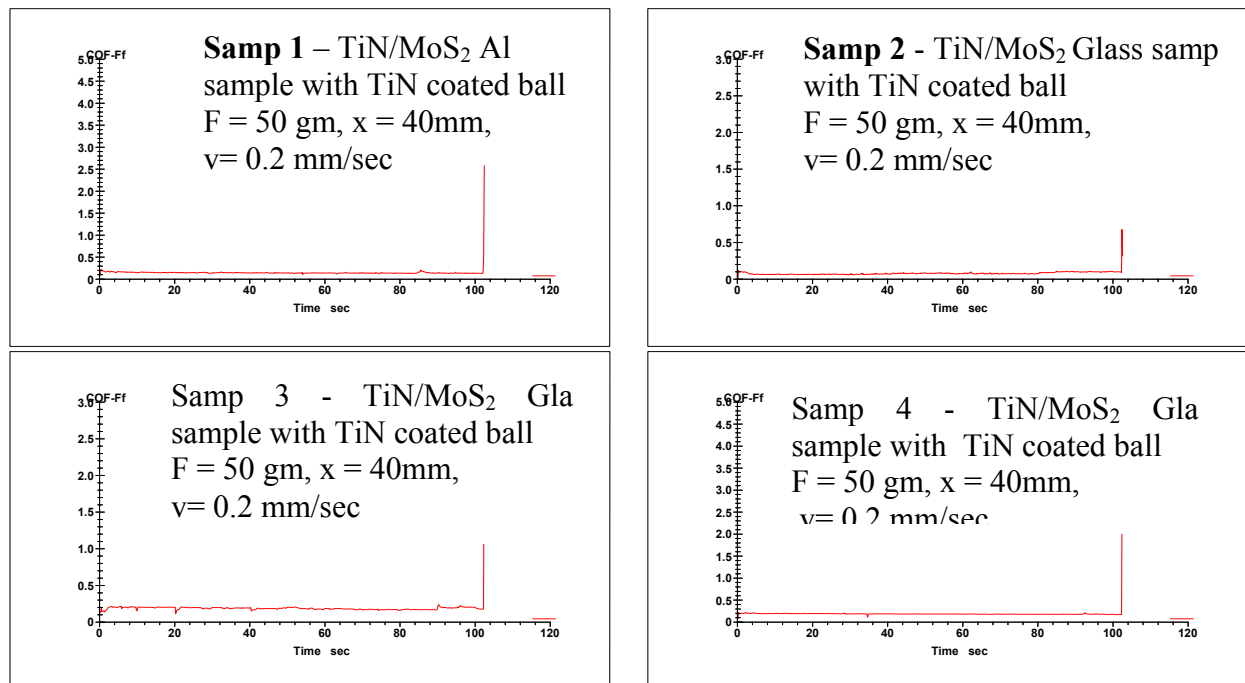 COF-Ff
Samp 1 – TiN/MoS₂ Al
sample with TiN coated ball
F = 50 gm, x = 40mm,
v= 0.2 mm/sec
5.0
4.5
4.0
3.5
3.0
2.5
2.0
1.5
1.0
0.5
0
0 20 40 60 80 100 120
Time sec
COF-Ff
Samp 2 - TiN/MoS₂ Glass samp
with TiN coated ball
F = 50 gm, x = 40mm,
v= 0.2 mm/sec
3.0
2.5
2.0
1.5
1.0
0.5
0
0 20 40 60 80 100 120
Time sec
COF-Ff
Samp 3 - TiN/MoS₂ Gla
sample with TiN coated ball
F = 50 gm, x = 40mm,
v= 0.2 mm/sec
3.0
2.5
2.0
1.5
1.0
0.5
0
0 20 40 60 80 100 120
Time sec
COF-Ff
Samp 4 - TiN/MoS₂ Gla
sample with TiN coated ball
F = 50 gm, x = 40mm,
v= 0.2 mm/sec
5.0
4.5
4.0
3.5
3.0
2.5
2.0
1.5
1.0
0.5
0
0 20 40 60 80 100 120
Time sec